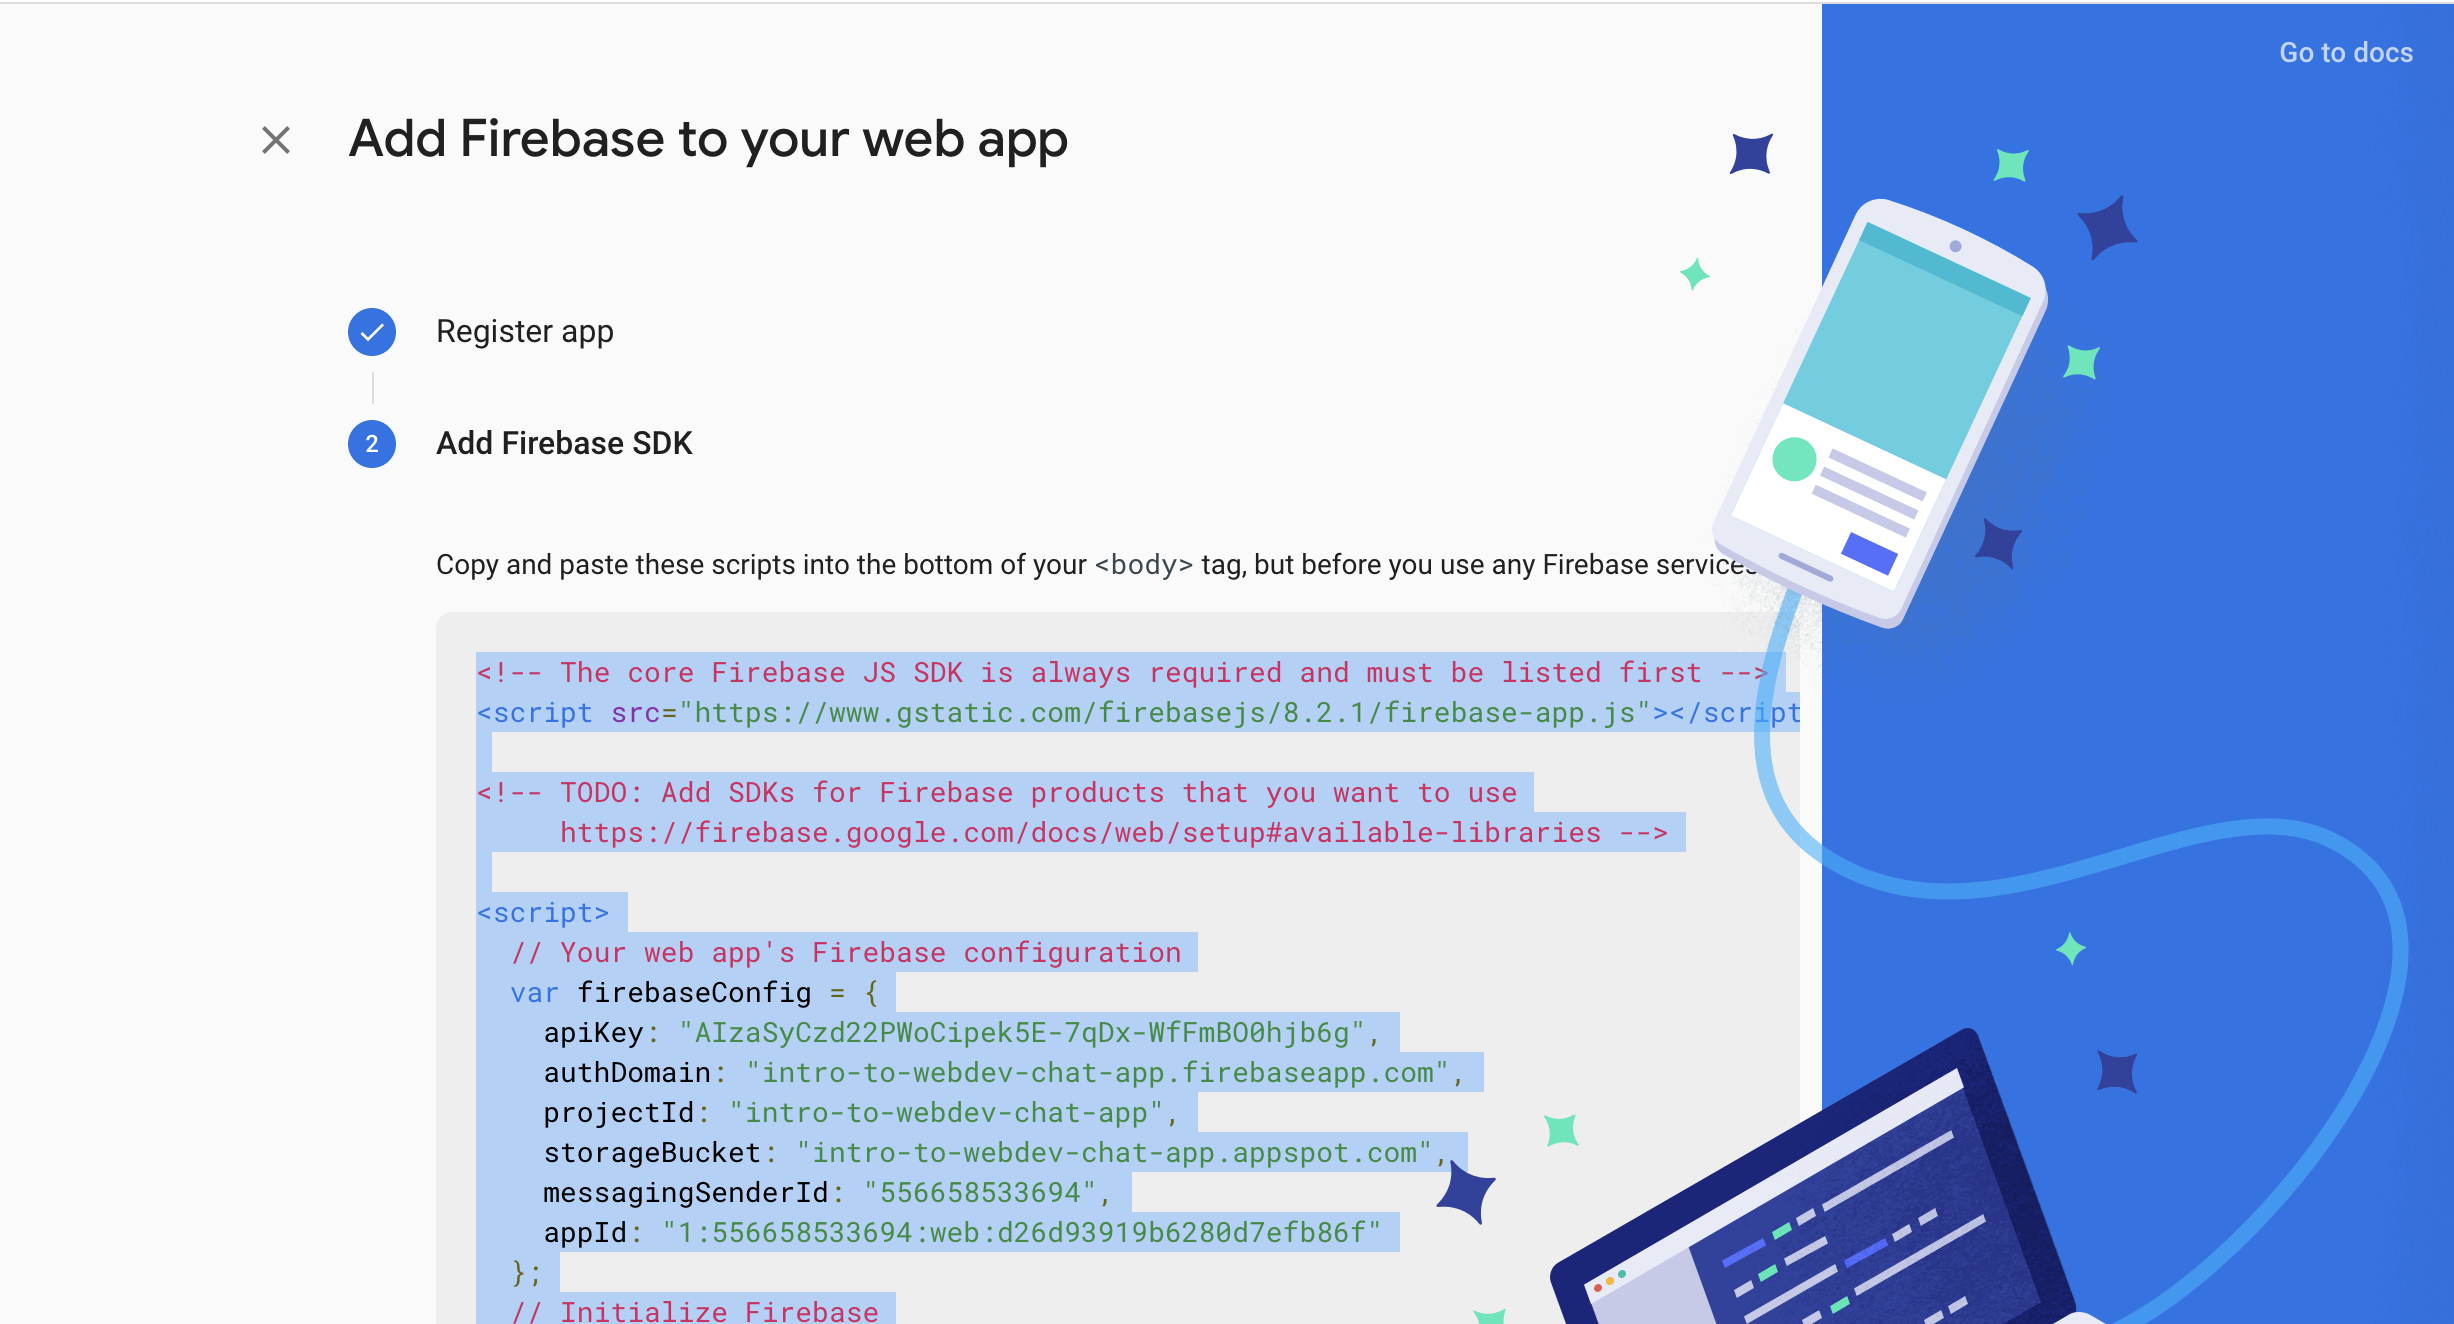 Go to docs
Add Firebase to your web app
Register app
2
Add Firebase SDK
Copy and paste these scripts into the bottom of your <body> tag, but before you use any Firebase services
<!-- The core Firebase JS SDK is always required and must be listed first -->
<script src="https://www.gstatic.com/firebasejs/8.2.1/firebase-app.js"></script
<!-- TODO: Add SDKs for Firebase products that you want to use
https://firebase.google.com/docs/web/setup#available-libraries -->
<script>
// Your web app's Firebase configuration
var firebaseConfig = {
apiKey: "AIzaSyCzd22PWoCipek5E-7qDx-WfFmBO0hjb6g",
authDomain: "intro-to-webdev-chat-app.firebaseapp.com",
projectId: "intro-to-webdev-chat-app",
storageBucket: "intro-to-webdev-chat-app.appspot.com",
messagingSenderId: "556658533694",
appId: "1:556658533694:web:d26d93919b6280d7efb86f"
};
// Initialize Firebase